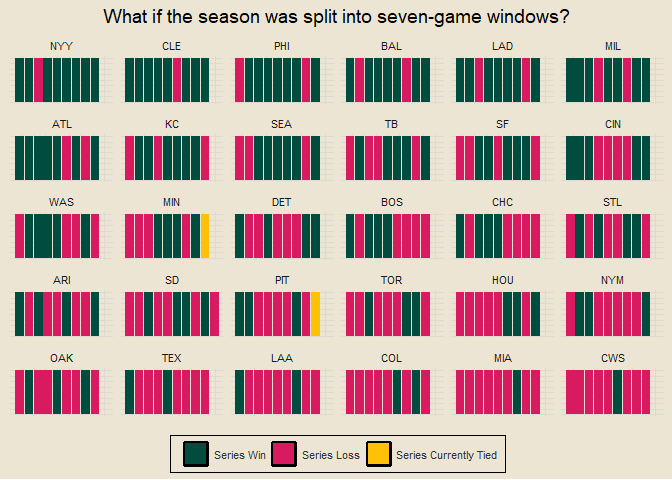 What if the season was split into seven-game windows?
NYY CLE PHI BAL LAD MIL
ATL KC SEA TB SF CIN
WAS MIN DET BOS CHC STL
ARI SD PIT TOR HOU NYM
OAK TEX LAA COL MIA CWS
Series Win Series Loss Series Currently Tied